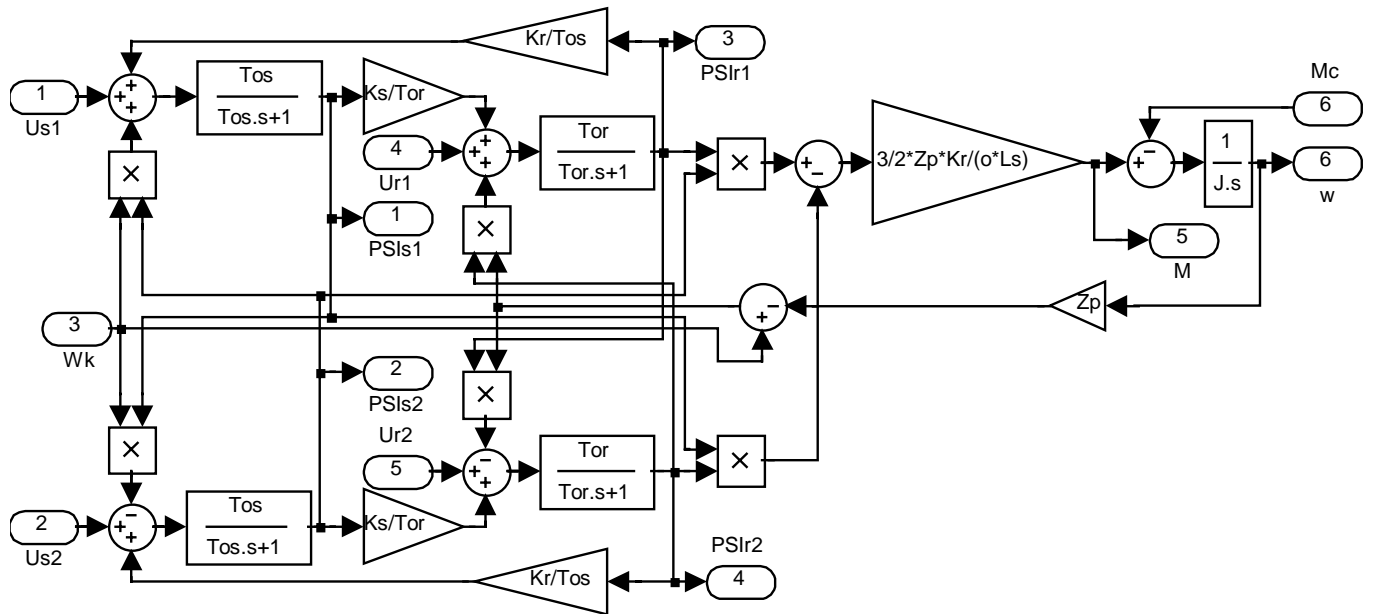 Kr/Tos
3
PSIr1
Mc
6
1
Us1
+
+
+
Tos
Tos.s+1
Ks/Tor
4
Ur1
+
+
+
Tor
Tor.s+1
×
×
×
+
−
3/2*Zp*Kr/(o*Ls)
+
−
1
J.s
6
w
1
PSIs1
5
M
3
Wk
−
+
Zp
2
PSIs2
×
×
×
Ur2
5
−
+
+
Tor
Tor.s+1
2
Us2
−
+
+
Tos
Tos.s+1
Ks/Tor
Kr/Tos
PSIr2
4